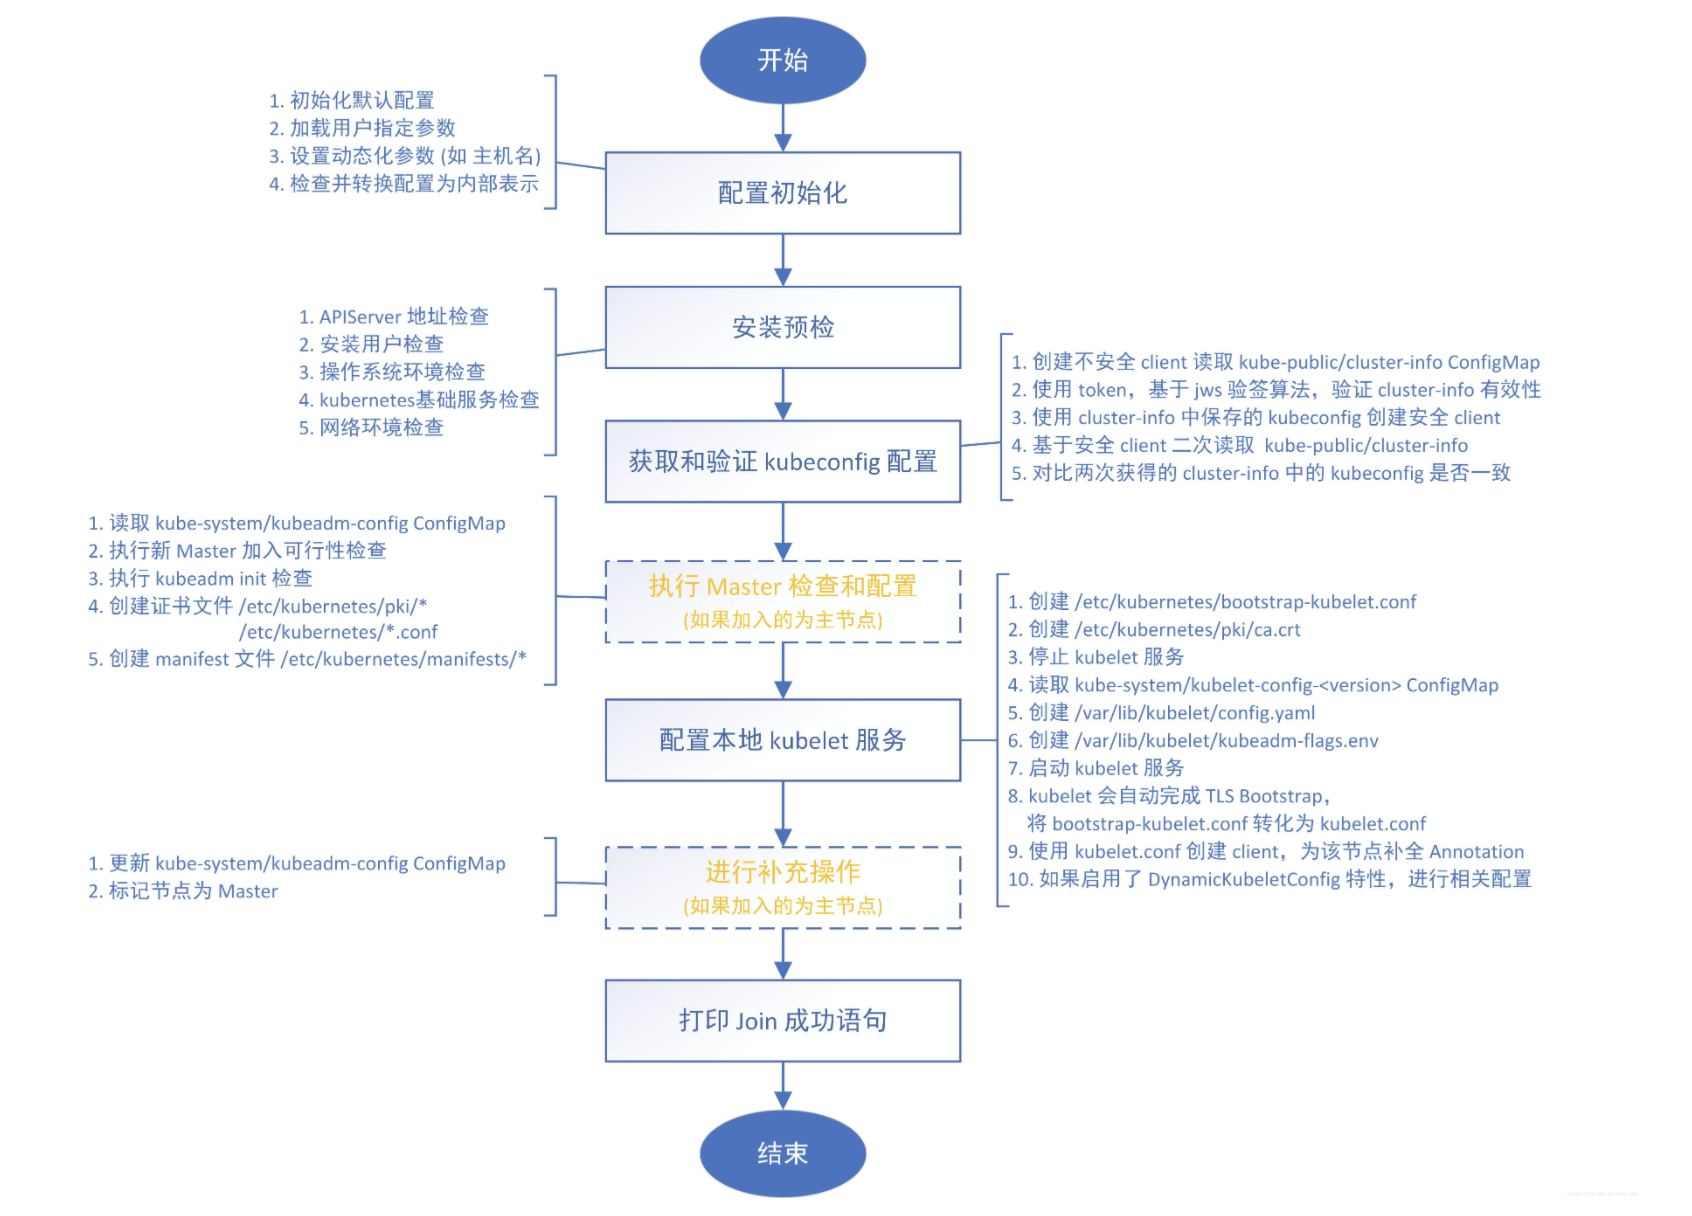 开始
1. 初始化默认配置
2. 加载用户指定参数
3. 设置动态化参数 (如 主机名)
4. 检查并转换配置为内部表示
配置初始化
1. APIServer 地址检查
2. 安装用户检查
3. 操作系统环境检查
4. kubernetes基础服务检查
5. 网络环境检查
安装预检
获取和验证 kubeconfig 配置
1. 创建不安全 client 读取 kube-public/cluster-info ConfigMap
2. 使用 token，基于 jws 验签算法，验证 cluster-info 有效性
3. 使用 cluster-info 中保存的 kubeconfig 创建安全 client
4. 基于安全 client 二次读取 kube-public/cluster-info
5. 对比两次获得的 cluster-info 中的 kubeconfig 是否一致
1. 读取 kube-system/kubeadm-config ConfigMap
2. 执行新 Master 加入可行性检查
3. 执行 kubeadm init 检查
4. 创建证书文件 /etc/kubernetes/pki/*
/etc/kubernetes/*.conf
5. 创建 manifest 文件 /etc/kubernetes/manifests/*
执行 Master 检查和配置
(如果加入的为主节点)
配置本地 kubelet 服务
1. 创建 /etc/kubernetes/bootstrap-kubelet.conf
2. 创建 /etc/kubernetes/pki/ca.crt
3. 停止 kubelet 服务
4. 读取 kube-system/kubelet-config-<version> ConfigMap
5. 创建 /var/lib/kubelet/config.yaml
6. 创建 /var/lib/kubelet/kubeadm-flags.env
7. 启动 kubelet 服务
8. kubelet 会自动完成 TLS Bootstrap，
将 bootstrap-kubelet.conf 转化为 kubelet.conf
9. 使用 kubelet.conf 创建 client，为该节点补全 Annotation
10. 如果启用了 DynamicKubeletConfig 特性，进行相关配置
1. 更新 kube-system/kubeadm-config ConfigMap
2. 标记节点为 Master
进行补充操作
(如果加入的为主节点)
打印 Join 成功语句
结束